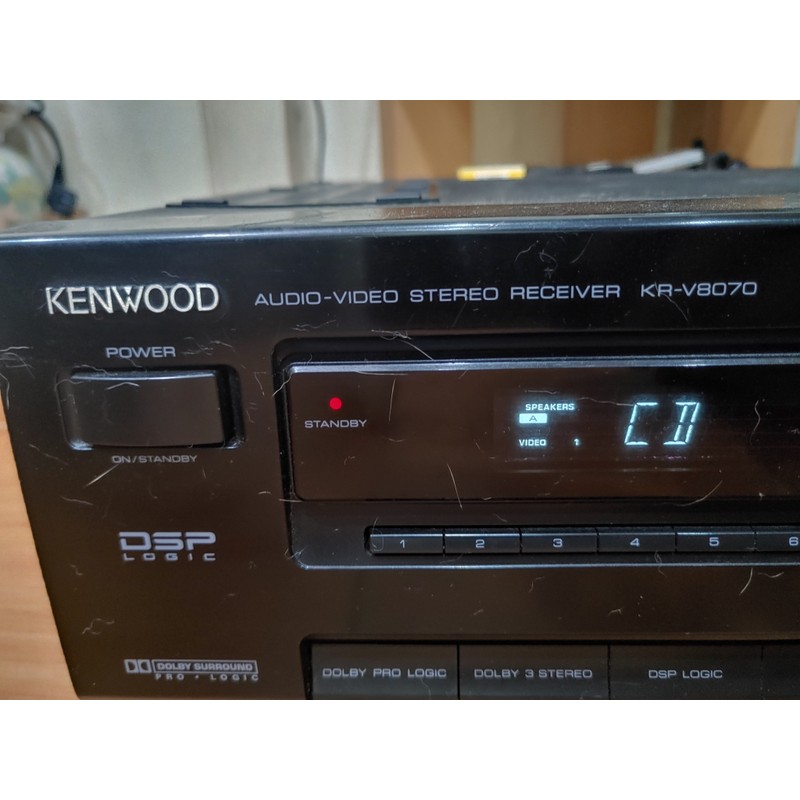 KENWOOD AUDIO-VIDEO STEREO RECEIVER KR-V8070
POWER
ON/STANDBY
STANDBY
SPEAKERS
A
VIDEO 1
CD
1 2 3 4 5 6
DSP
LOGIC
DOLBY SURROUND
PRO • LOGIC
DOLBY PRO LOGIC DOLBY 3 STEREO DSP LOGIC